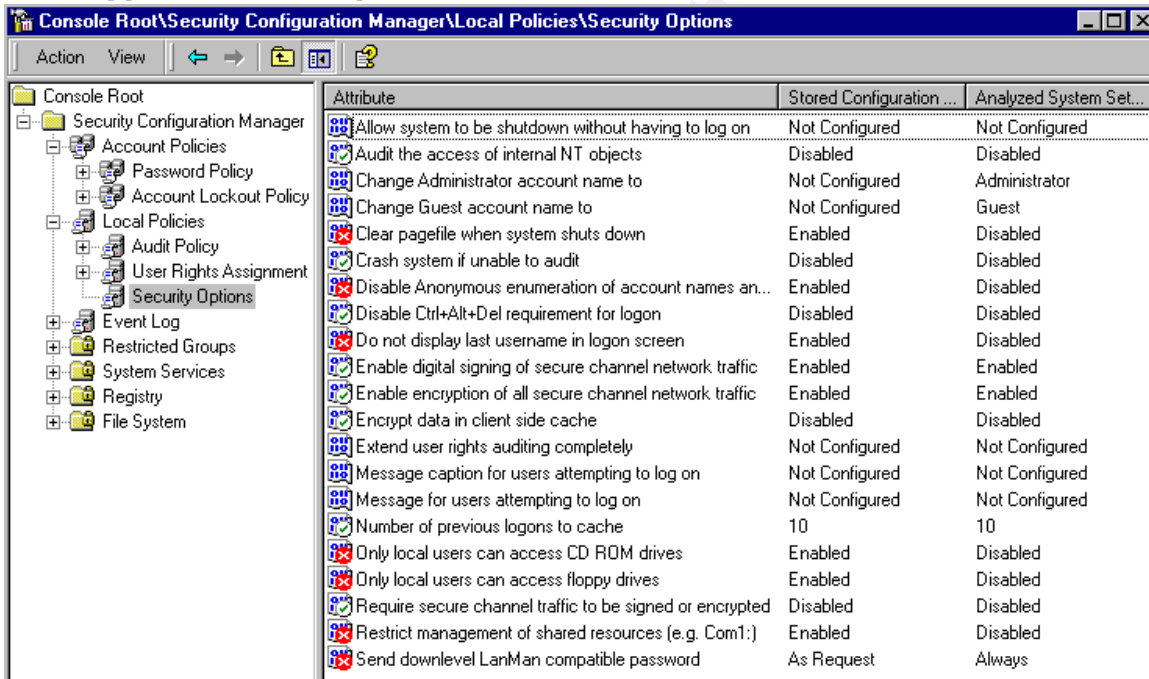 Console Root\Security Configuration Manager\Local Policies\Security Options
Action View
Console Root
Security Configuration Manager
Account Policies
Password Policy
Account Lockout Policy
Local Policies
Audit Policy
User Rights Assignment
Security Options
Event Log
Restricted Groups
System Services
Registry
File System
Attribute Stored Configuration ... Analyzed System Set...
Allow system to be shutdown without having to log on Not Configured Not Configured
Audit the access of internal NT objects Disabled Disabled
Change Administrator account name to Not Configured Administrator
Change Guest account name to Not Configured Guest
Clear pagefile when system shuts down Enabled Disabled
Crash system if unable to audit Disabled Disabled
Disable Anonymous enumeration of account names an... Enabled Disabled
Disable Ctrl+Alt+Del requirement for logon Disabled Disabled
Do not display last username in logon screen Enabled Disabled
Enable digital signing of secure channel network traffic Enabled Enabled
Enable encryption of all secure channel network traffic Enabled Enabled
Encrypt data in client side cache Disabled Disabled
Extend user rights auditing completely Not Configured Not Configured
Message caption for users attempting to log on Not Configured Not Configured
Message for users attempting to log on Not Configured Not Configured
Number of previous logons to cache 10 10
Only local users can access CD ROM drives Enabled Disabled
Only local users can access floppy drives Enabled Disabled
Require secure channel traffic to be signed or encrypted Disabled Disabled
Restrict management of shared resources (e.g. Com1:) Enabled Disabled
Send downlevel LanMan compatible password As Request Always